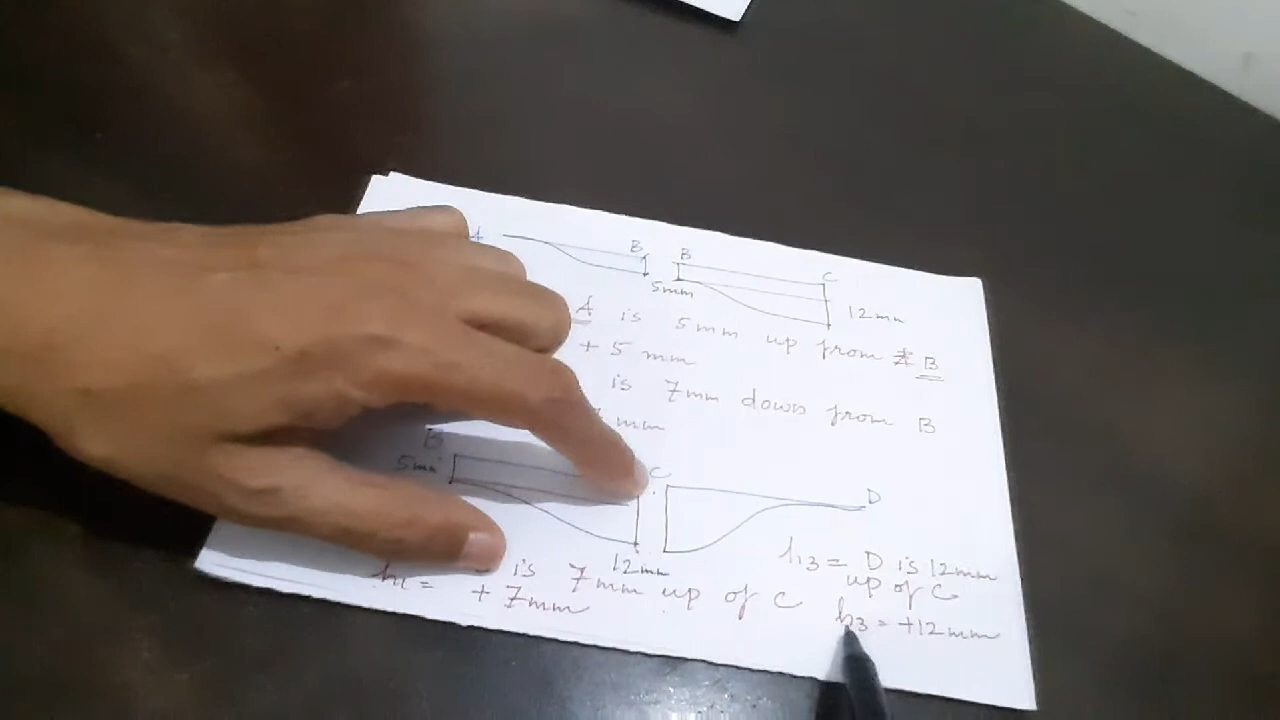 A B B C
5mm 12mm
A is 5mm up from B
+ 5 mm
is 7mm down from B
mm
B C D
5mm
12mm
h3 = D is 12mm
up of C
h3 = +12mm
is 7mm up of C
+ 7mm